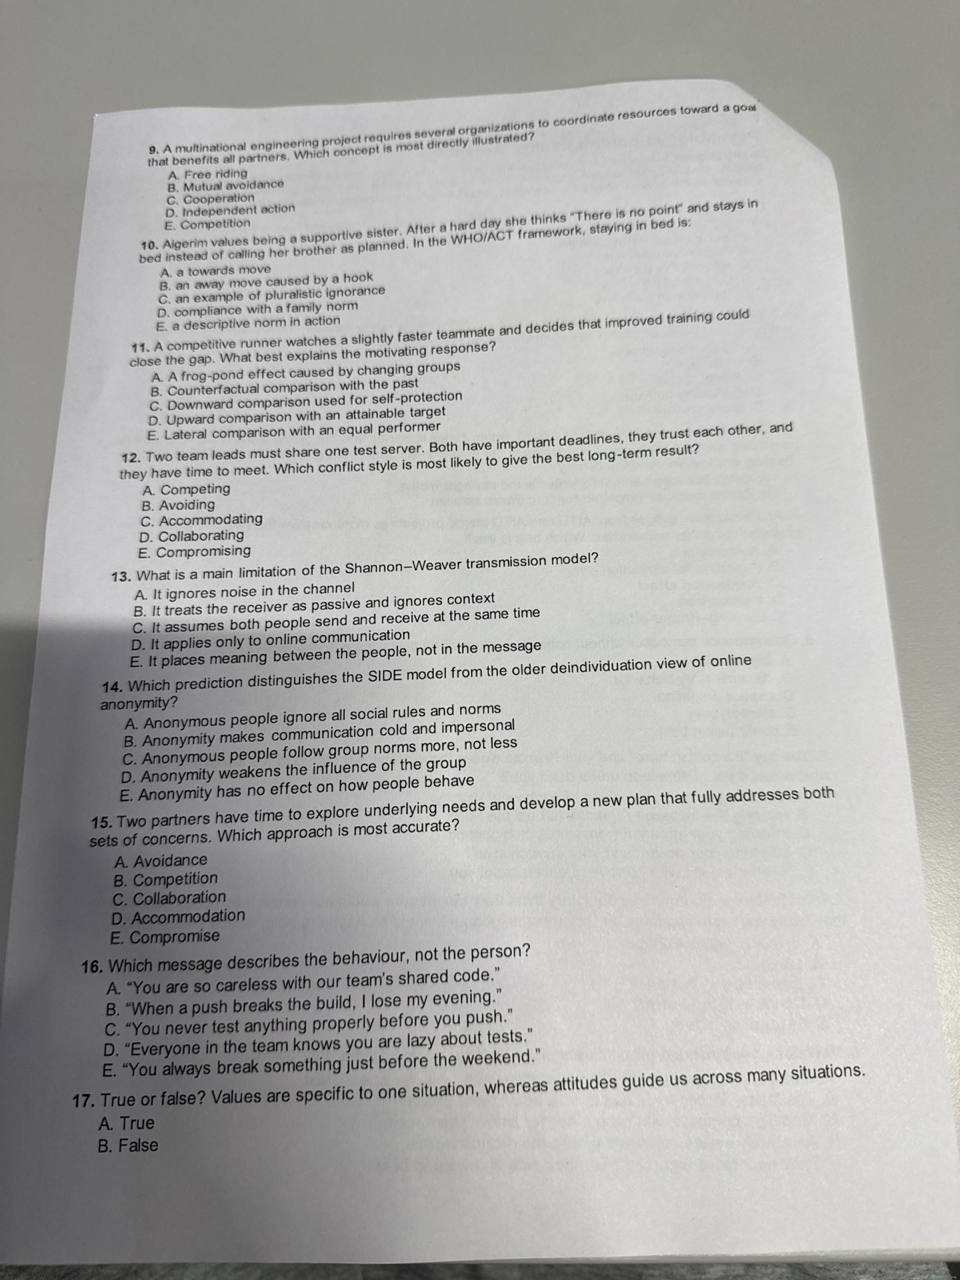 9. A multinational engineering project requires several organizations to coordinate resources toward a goal
that benefits all partners. Which concept is most directly illustrated?
A. Free riding
B. Mutual avoidance
C. Cooperation
D. Independent action
E. Competition
10. Aigerim values being a supportive sister. After a hard day she thinks “There is no point” and stays in
bed instead of calling her brother as planned. In the WHO/ACT framework, staying in bed is:
A. a towards move
B. an away move caused by a hook
C. an example of pluralistic ignorance
D. compliance with a family norm
E. a descriptive norm in action
11. A competitive runner watches a slightly faster teammate and decides that improved training could
close the gap. What best explains the motivating response?
A. A frog-pond effect caused by changing groups
B. Counterfactual comparison with the past
C. Downward comparison used for self-protection
D. Upward comparison with an attainable target
E. Lateral comparison with an equal performer
12. Two team leads must share one test server. Both have important deadlines, they trust each other, and
they have time to meet. Which conflict style is most likely to give the best long-term result?
A. Competing
B. Avoiding
C. Accommodating
D. Collaborating
E. Compromising
13. What is a main limitation of the Shannon–Weaver transmission model?
A. It ignores noise in the channel
B. It treats the receiver as passive and ignores context
C. It assumes both people send and receive at the same time
D. It applies only to online communication
E. It places meaning between the people, not in the message
14. Which prediction distinguishes the SIDE model from the older deindividuation view of online
anonymity?
A. Anonymous people ignore all social rules and norms
B. Anonymity makes communication cold and impersonal
C. Anonymous people follow group norms more, not less
D. Anonymity weakens the influence of the group
E. Anonymity has no effect on how people behave
15. Two partners have time to explore underlying needs and develop a new plan that fully addresses both
sets of concerns. Which approach is most accurate?
A. Avoidance
B. Competition
C. Collaboration
D. Accommodation
E. Compromise
16. Which message describes the behaviour, not the person?
A. “You are so careless with our team's shared code.”
B. “When a push breaks the build, I lose my evening.”
C. “You never test anything properly before you push.”
D. “Everyone in the team knows you are lazy about tests.”
E. “You always break something just before the weekend.”
17. True or false? Values are specific to one situation, whereas attitudes guide us across many situations.
A. True
B. False